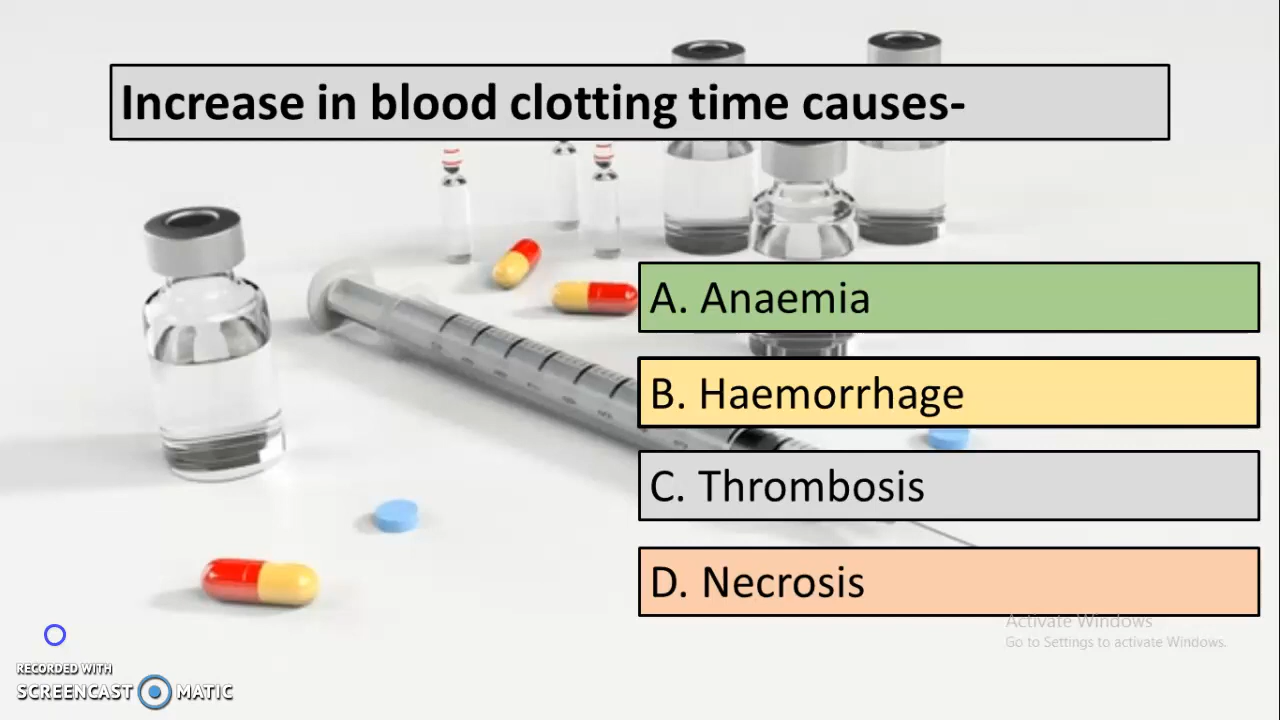 Increase in blood clotting time causes-
A. Anaemia
B. Haemorrhage
C. Thrombosis
D. Necrosis
Activate Windows
Go to Settings to activate Windows.
RECORDED WITH
SCREENCAST MATIC